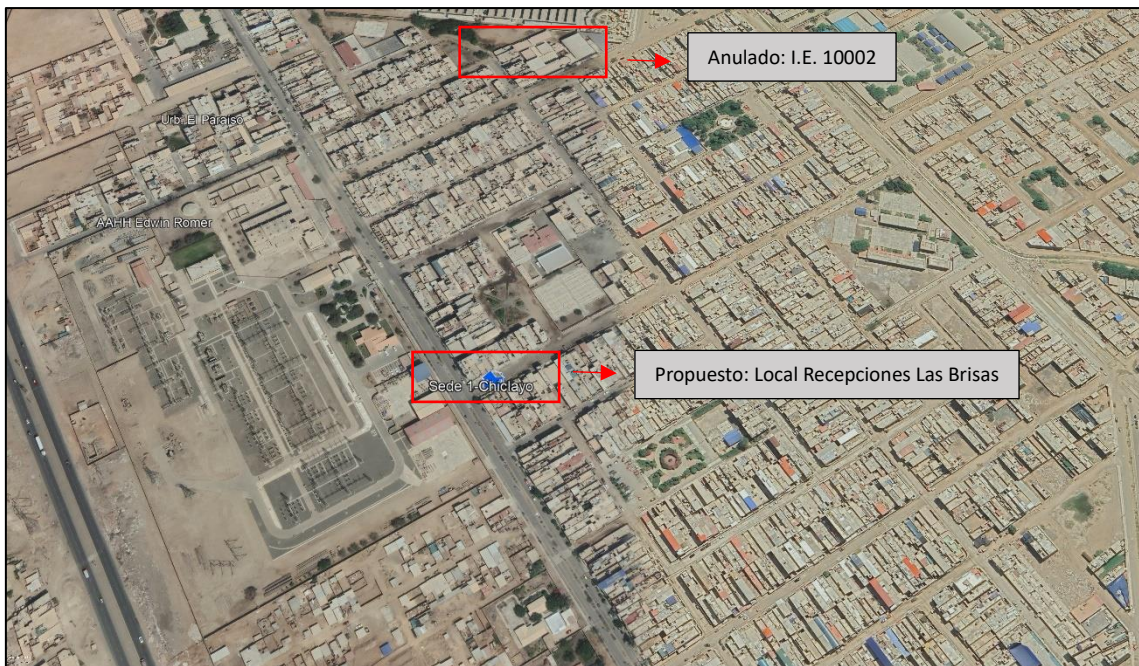 Anulado: I.E. 10002
Urb. El Paraiso
AAHH Edwin Romer
Sede 1-Chiclayo
Propuesto: Local Recepciones Las Brisas